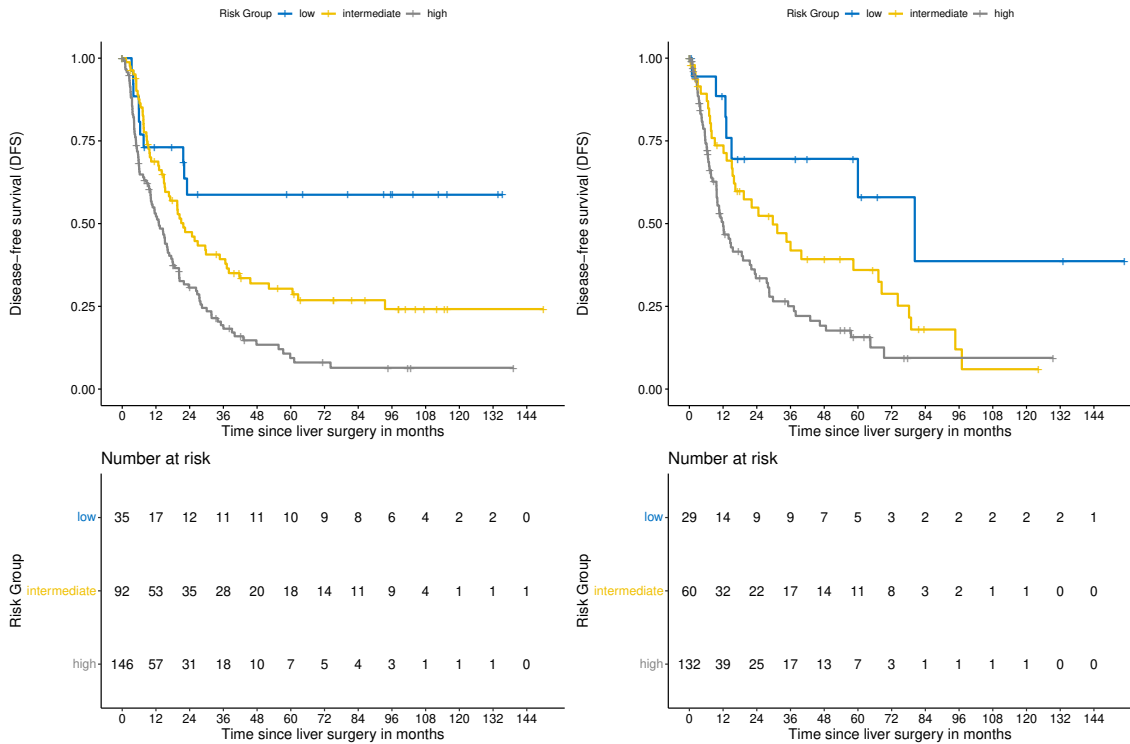 Risk Group low intermediate high
Disease−free survival (DFS)
1.00
0.75
0.50
0.25
0.00
0 12 24 36 48 60 72 84 96 108 120 132 144
Time since liver surgery in months
Number at risk
Risk Group
low 35 17 12 11 11 10 9 8 6 4 2 2 0
intermediate 92 53 35 28 20 18 14 11 9 4 1 1 1
high 146 57 31 18 10 7 5 4 3 1 1 1 0
0 12 24 36 48 60 72 84 96 108 120 132 144
Time since liver surgery in months
Risk Group low intermediate high
Disease−free survival (DFS)
1.00
0.75
0.50
0.25
0.00
0 12 24 36 48 60 72 84 96 108 120 132 144
Time since liver surgery in months
Number at risk
Risk Group
low 29 14 9 9 7 5 3 2 2 2 2 2 1
intermediate 60 32 22 17 14 11 8 3 2 1 1 0 0
high 132 39 25 17 13 7 3 1 1 1 1 0 0
0 12 24 36 48 60 72 84 96 108 120 132 144
Time since liver surgery in months